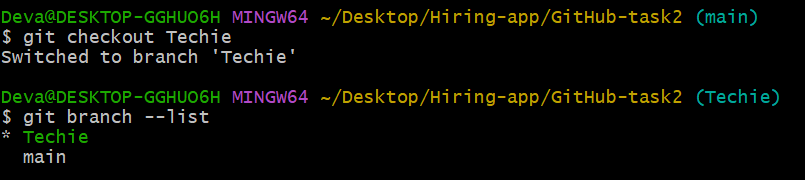 Deva@DESKTOP-GGHUO6H MINGW64 ~/Desktop/Hiring-app/GitHub-task2 (main)
$ git checkout Techie
Switched to branch 'Techie'
Deva@DESKTOP-GGHUO6H MINGW64 ~/Desktop/Hiring-app/GitHub-task2 (Techie)
$ git branch --list
* Techie
main